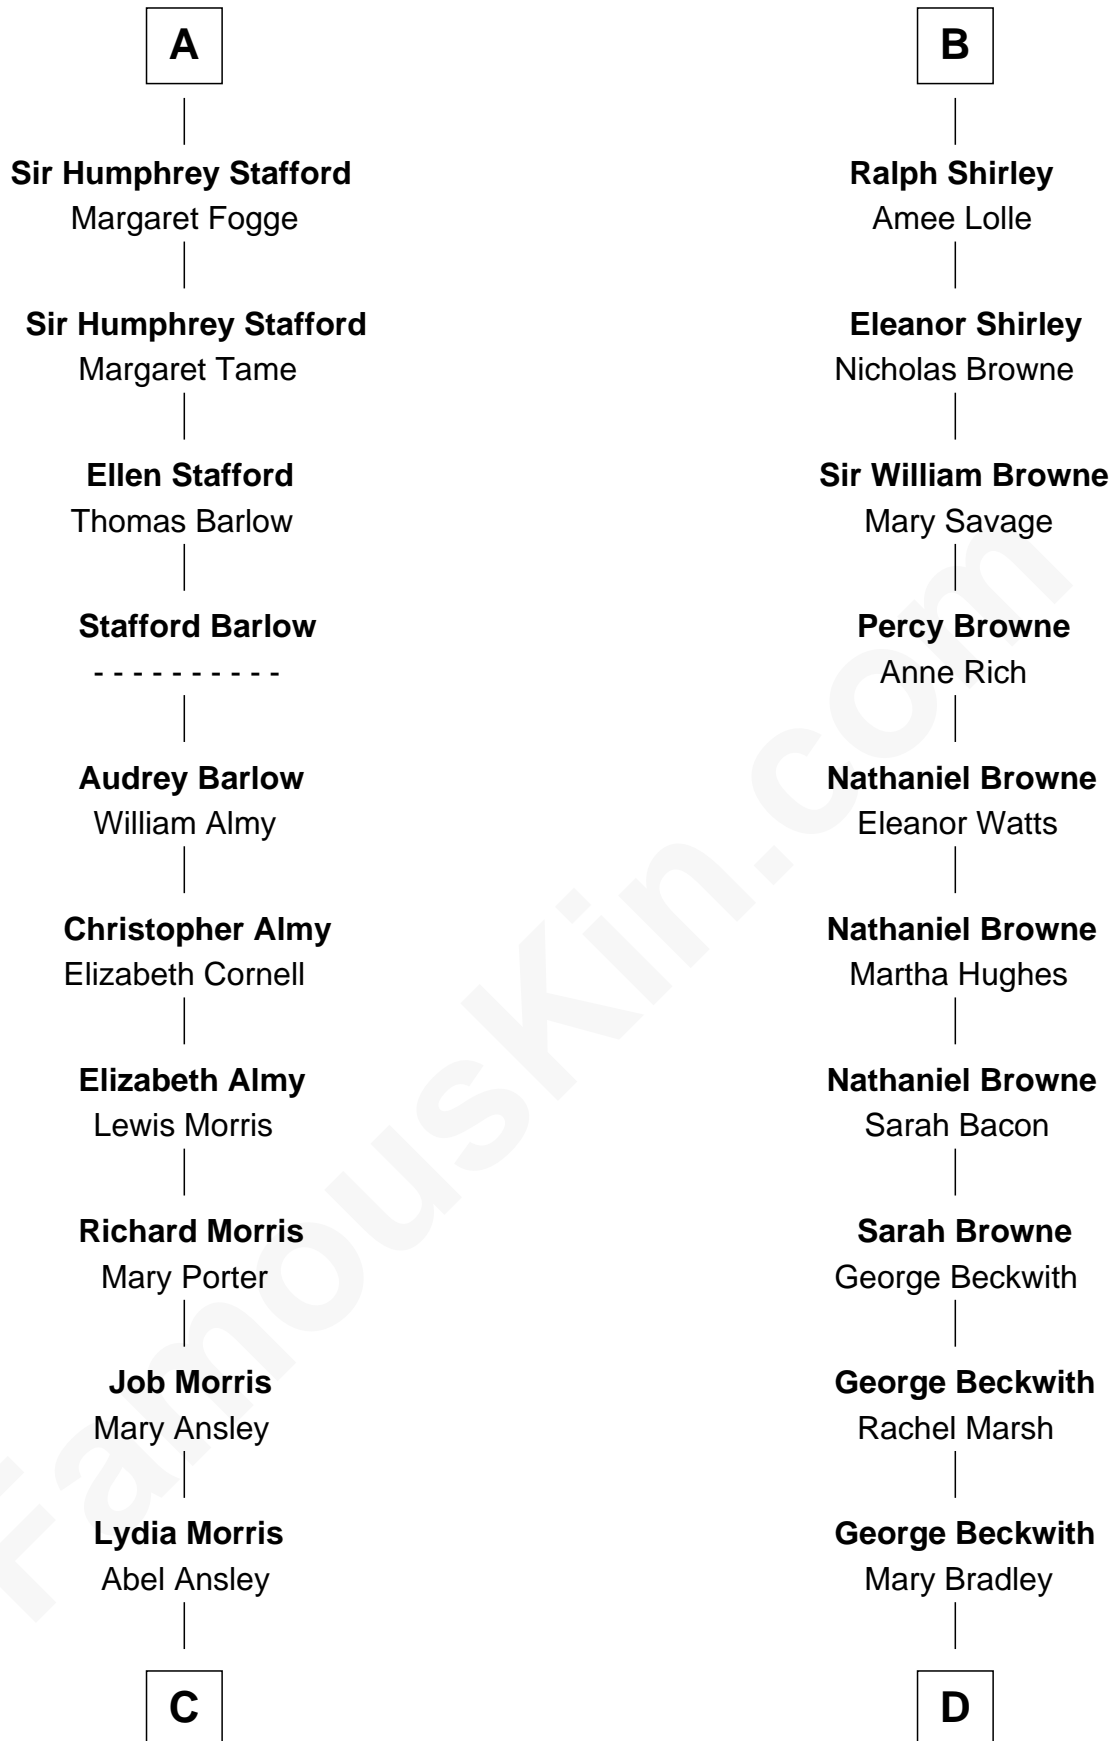 A
Sir Humphrey Stafford
Margaret Fogge
Sir Humphrey Stafford
Margaret Tame
Ellen Stafford
Thomas Barlow
Stafford Barlow
- - - - - - - - - -
Audrey Barlow
William Almy
Christopher Almy
Elizabeth Cornell
Elizabeth Almy
Lewis Morris
Richard Morris
Mary Porter
Job Morris
Mary Ansley
Lydia Morris
Abel Ansley
C
B
Ralph Shirley
Amee Lolle
Eleanor Shirley
Nicholas Browne
Sir William Browne
Mary Savage
Percy Browne
Anne Rich
Nathaniel Browne
Eleanor Watts
Nathaniel Browne
Martha Hughes
Nathaniel Browne
Sarah Bacon
Sarah Browne
George Beckwith
George Beckwith
Rachel Marsh
George Beckwith
Mary Bradley
D
FamousKin.com